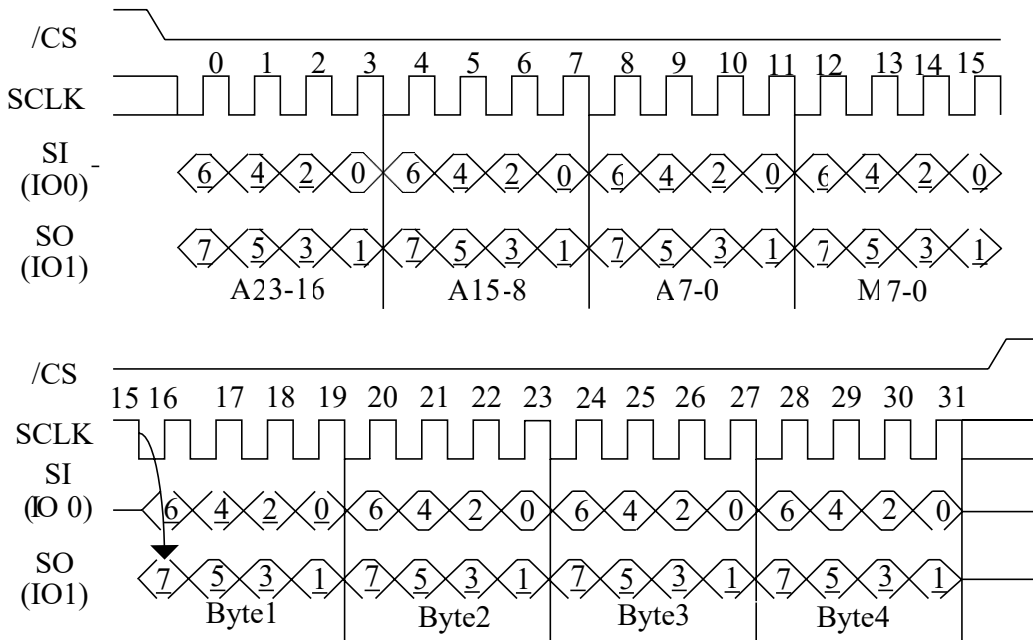 /CS
0 1 2 3 4 5 6 7 8 9 10 11 12 13 14 15
SCLK
SI
(IO0)
6 4 2 0 6 4 2 0 6 4 2 0 6 4 2 0
SO
(IO1)
7 5 3 1 7 5 3 1 7 5 3 1 7 5 3 1
A23-16 A15-8 A7-0 M7-0
/CS
15 16 17 18 19 20 21 22 23 24 25 26 27 28 29 30 31
SCLK
SI
(IO 0)
6 4 2 0 6 4 2 0 6 4 2 0 6 4 2 0
SO
(IO1)
7 5 3 1 7 5 3 1 7 5 3 1 7 5 3 1
Byte1 Byte2 Byte3 Byte4